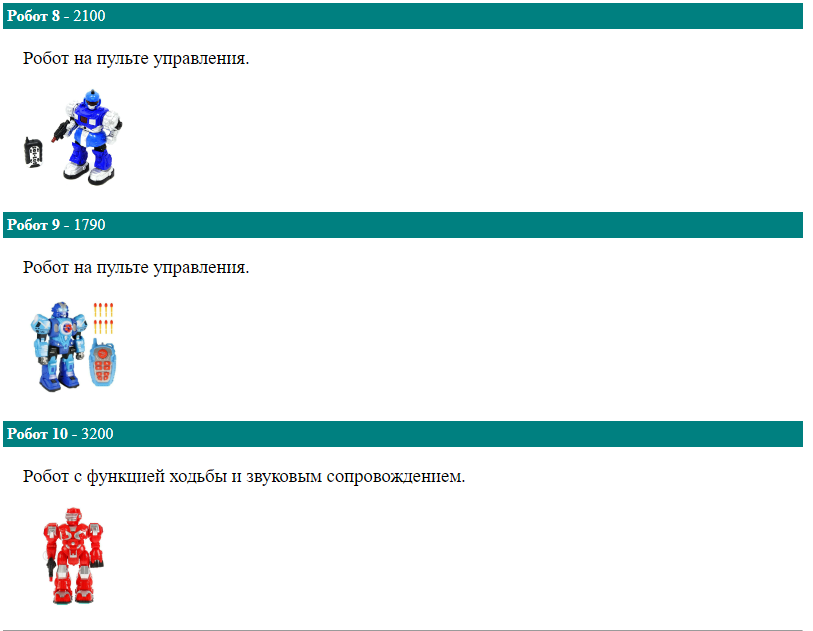 Робот 8 - 2100
Робот на пульте управления.
Робот 9 - 1790
Робот на пульте управления.
Робот 10 - 3200
Робот с функцией ходьбы и звуковым сопровождением.